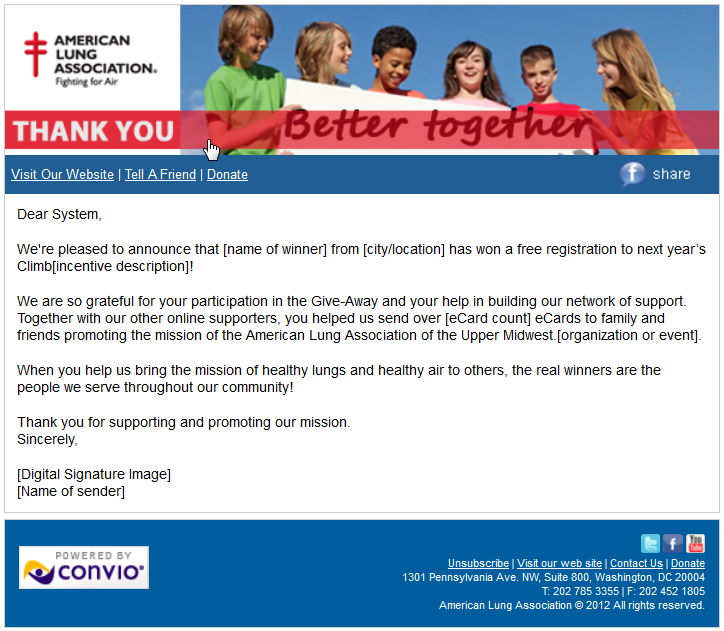 AMERICAN
LUNG
ASSOCIATION®
Fighting for Air
THANK YOU
Better together
Visit Our Website | Tell A Friend | Donate
f share
Dear System,
We're pleased to announce that [name of winner] from [city/location] has won a free registration to next year’s
Climb[incentive description]!
We are so grateful for your participation in the Give-Away and your help in building our network of support.
Together with our other online supporters, you helped us send over [eCard count] eCards to family and
friends promoting the mission of the American Lung Association of the Upper Midwest.[organization or event].
When you help us bring the mission of healthy lungs and healthy air to others, the real winners are the
people we serve throughout our community!
Thank you for supporting and promoting our mission.
Sincerely,
[Digital Signature Image]
[Name of sender]
POWERED BY
convio®
t f You Tube
Unsubscribe | Visit our web site | Contact Us | Donate
1301 Pennsylvania Ave. NW, Suite 800, Washington, DC 20004
T: 202 785 3355 | F: 202 452 1805
American Lung Association © 2012 All rights reserved.